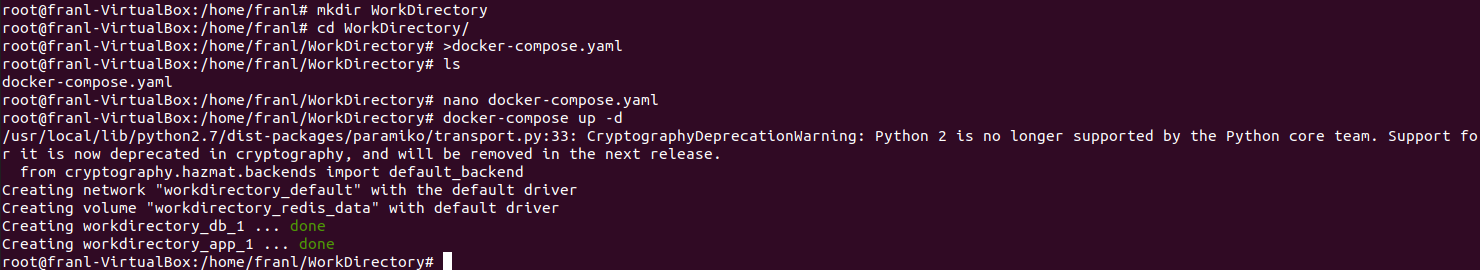 root@franl-VirtualBox:/home/franl# mkdir WorkDirectory
root@franl-VirtualBox:/home/franl# cd WorkDirectory/
root@franl-VirtualBox:/home/franl/WorkDirectory# >docker-compose.yaml
root@franl-VirtualBox:/home/franl/WorkDirectory# ls
docker-compose.yaml
root@franl-VirtualBox:/home/franl/WorkDirectory# nano docker-compose.yaml
root@franl-VirtualBox:/home/franl/WorkDirectory# docker-compose up -d
/usr/local/lib/python2.7/dist-packages/paramiko/transport.py:33: CryptographyDeprecationWarning: Python 2 is no longer supported by the Python core team. Support fo
r it is now deprecated in cryptography, and will be removed in the next release.
  from cryptography.hazmat.backends import default_backend
Creating network "workdirectory_default" with the default driver
Creating volume "workdirectory_redis_data" with default driver
Creating workdirectory_db_1 ... done
Creating workdirectory_app_1 ... done
root@franl-VirtualBox:/home/franl/WorkDirectory#